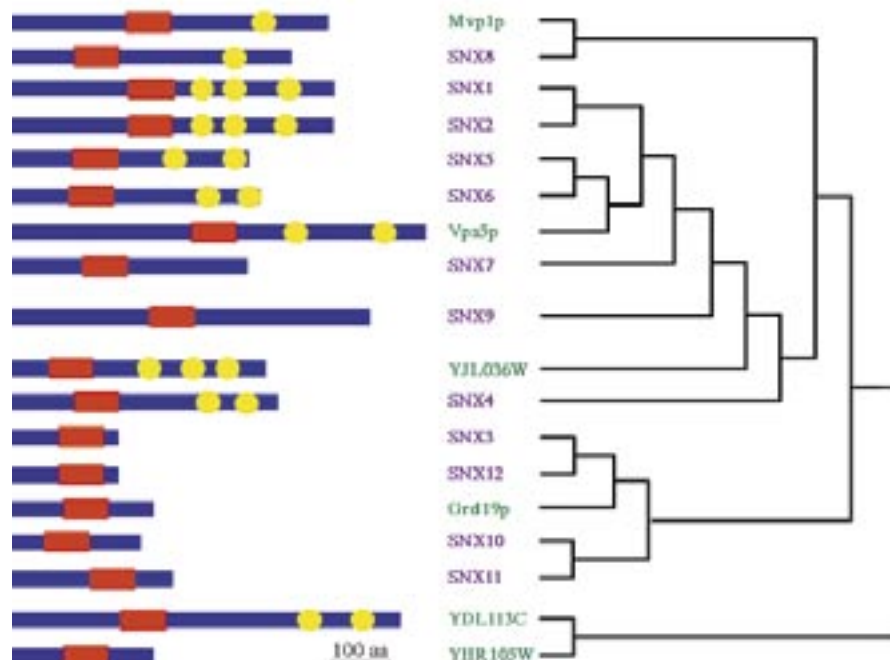 Mvp1p
SNX8
SNX1
SNX2
SNX5
SNX6
Vps5p
SNX7
SNX9
YJL036W
SNX4
SNX3
SNX12
Grd19p
SNX10
SNX11
YDL113C
YHR105W
100 aa